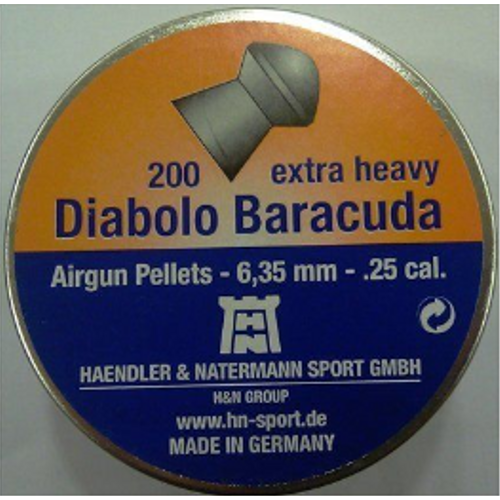 200 extra heavy
Diabolo Baracuda
Airgun Pellets - 6,35 mm - .25 cal.
HN
HAENDLER & NATERMANN SPORT GMBH
H&N GROUP
www.hn-sport.de
MADE IN GERMANY